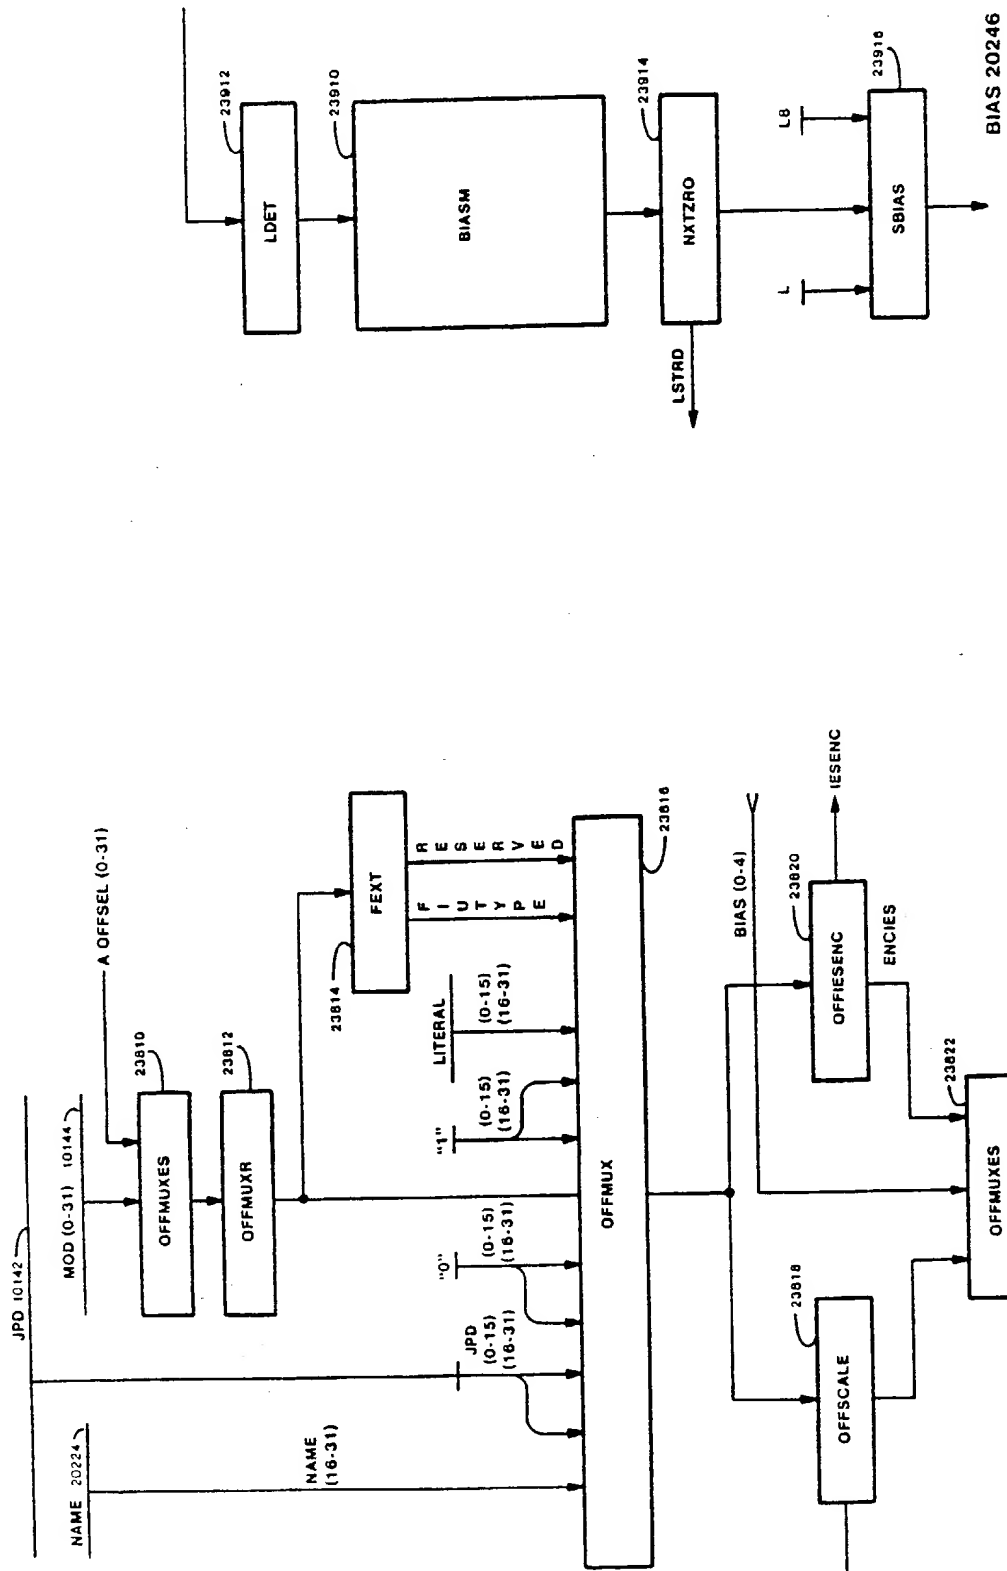 JPD 10142
MOD (0-31) 10144
A OFFSEL (0-31)
NAME 20224
23810
OFFMUXES
23812
OFFMUXR
23814
FEXT
NAME
(16-31)
JPD
(0-15)
(16-31)
"0"
(0-15)
(16-31)
"1"
(0-15)
(16-31)
LITERAL
(0-15)
(16-31)
FIUTYPE
RESERVED
OFFMUX
23816
BIAS (0-4)
23818
OFFSCALE
23820
OFFIESENC
IESENC
ENCIES
23822
OFFMUXES
23912
LDET
23910
BIASM
23914
NXTZRO
LSTRD
L
LB
23916
SBIAS
BIAS 20246